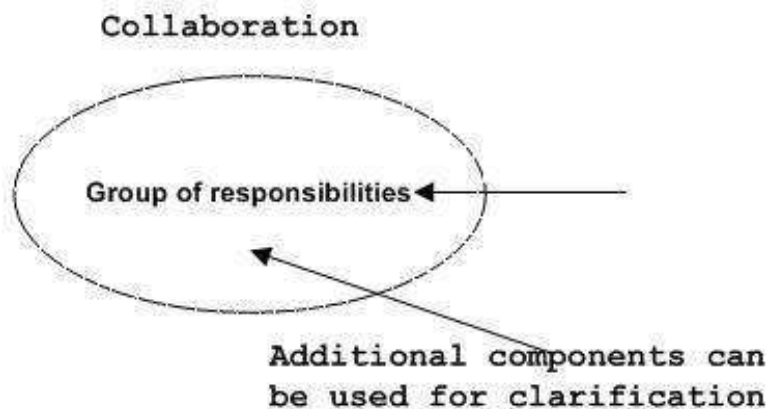 Collaboration
Group of responsibilities
Additional components can
be used for clarification